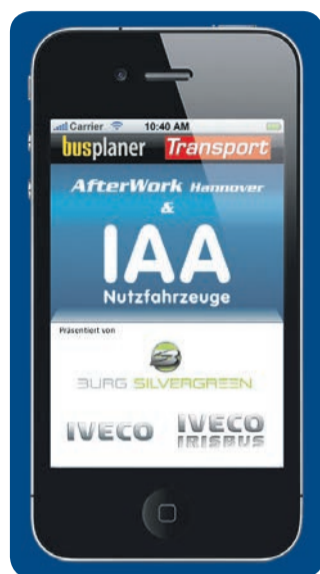 Carrier 10:40 AM
busplaner Transport
AfterWork Hannover
&
IAA
Nutzfahrzeuge
Präsentiert von
BURG SILVERGREEN
IVECO
IVECO
IRISBUS